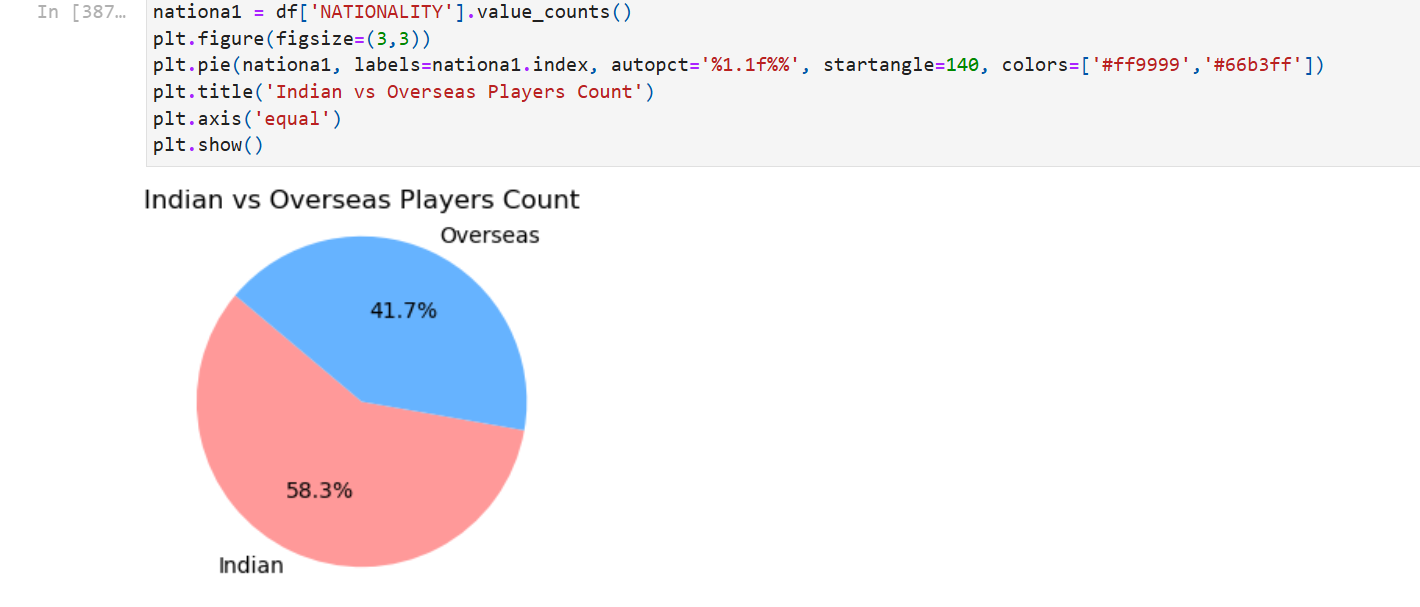 In [387…
nationa1 = df['NATIONALITY'].value_counts()
plt.figure(figsize=(3,3))
plt.pie(nationa1, labels=nationa1.index, autopct='%1.1f%%', startangle=140, colors=['#ff9999','#66b3ff'])
plt.title('Indian vs Overseas Players Count')
plt.axis('equal')
plt.show()
Indian vs Overseas Players Count
Overseas
41.7%
58.3%
Indian